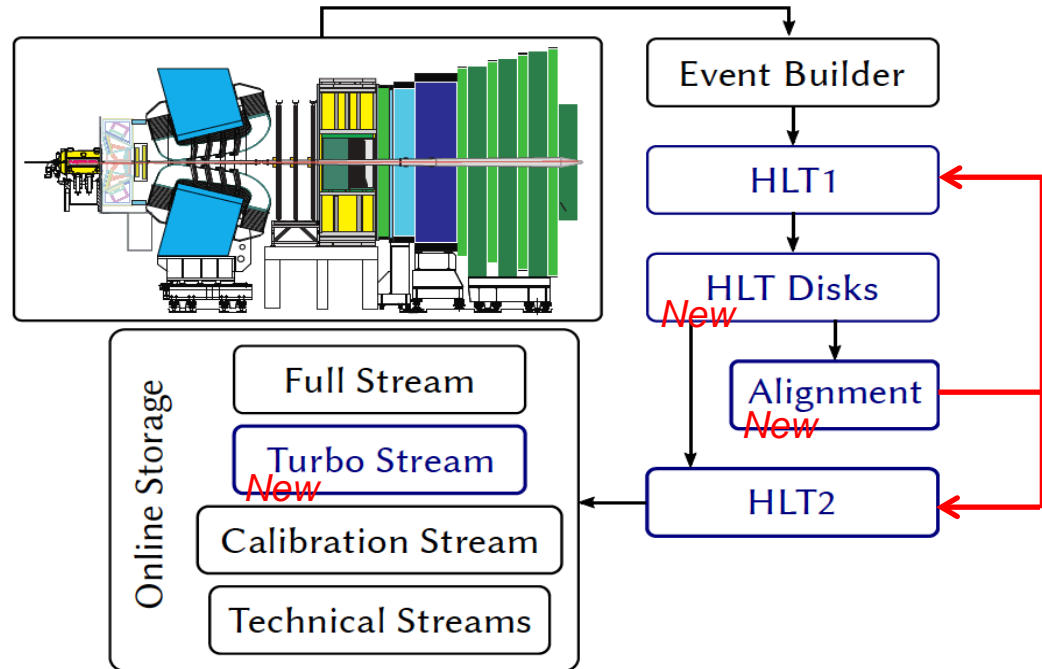 Event Builder
HLT1
HLT Disks
New
Alignment
New
HLT2
Online Storage
Full Stream
Turbo Stream
New
Calibration Stream
Technical Streams